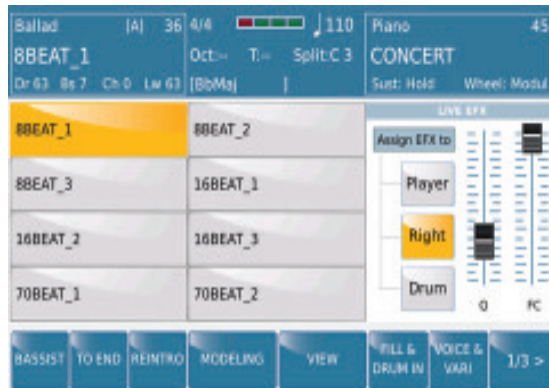 Ballad [A] 36
8BEAT_1
Dr 63 Bs 7 Ch 0 Lw 63
4/4 110
Oct:-- T:-- Split:C 3
[BbMaj ]
Piano 45
CONCERT
Sust: Hold Wheel: Modul
8BEAT_1
8BEAT_2
8BEAT_3
16BEAT_1
16BEAT_2
16BEAT_3
70BEAT_1
70BEAT_2
LIVE EFX
Assign EFX to
Player
Right
Drum
Q FC
BASSIST
TO END
REINTRO
MODELING
VIEW
FILL &
DRUM IN
VOICE &
VARI
1/3 >